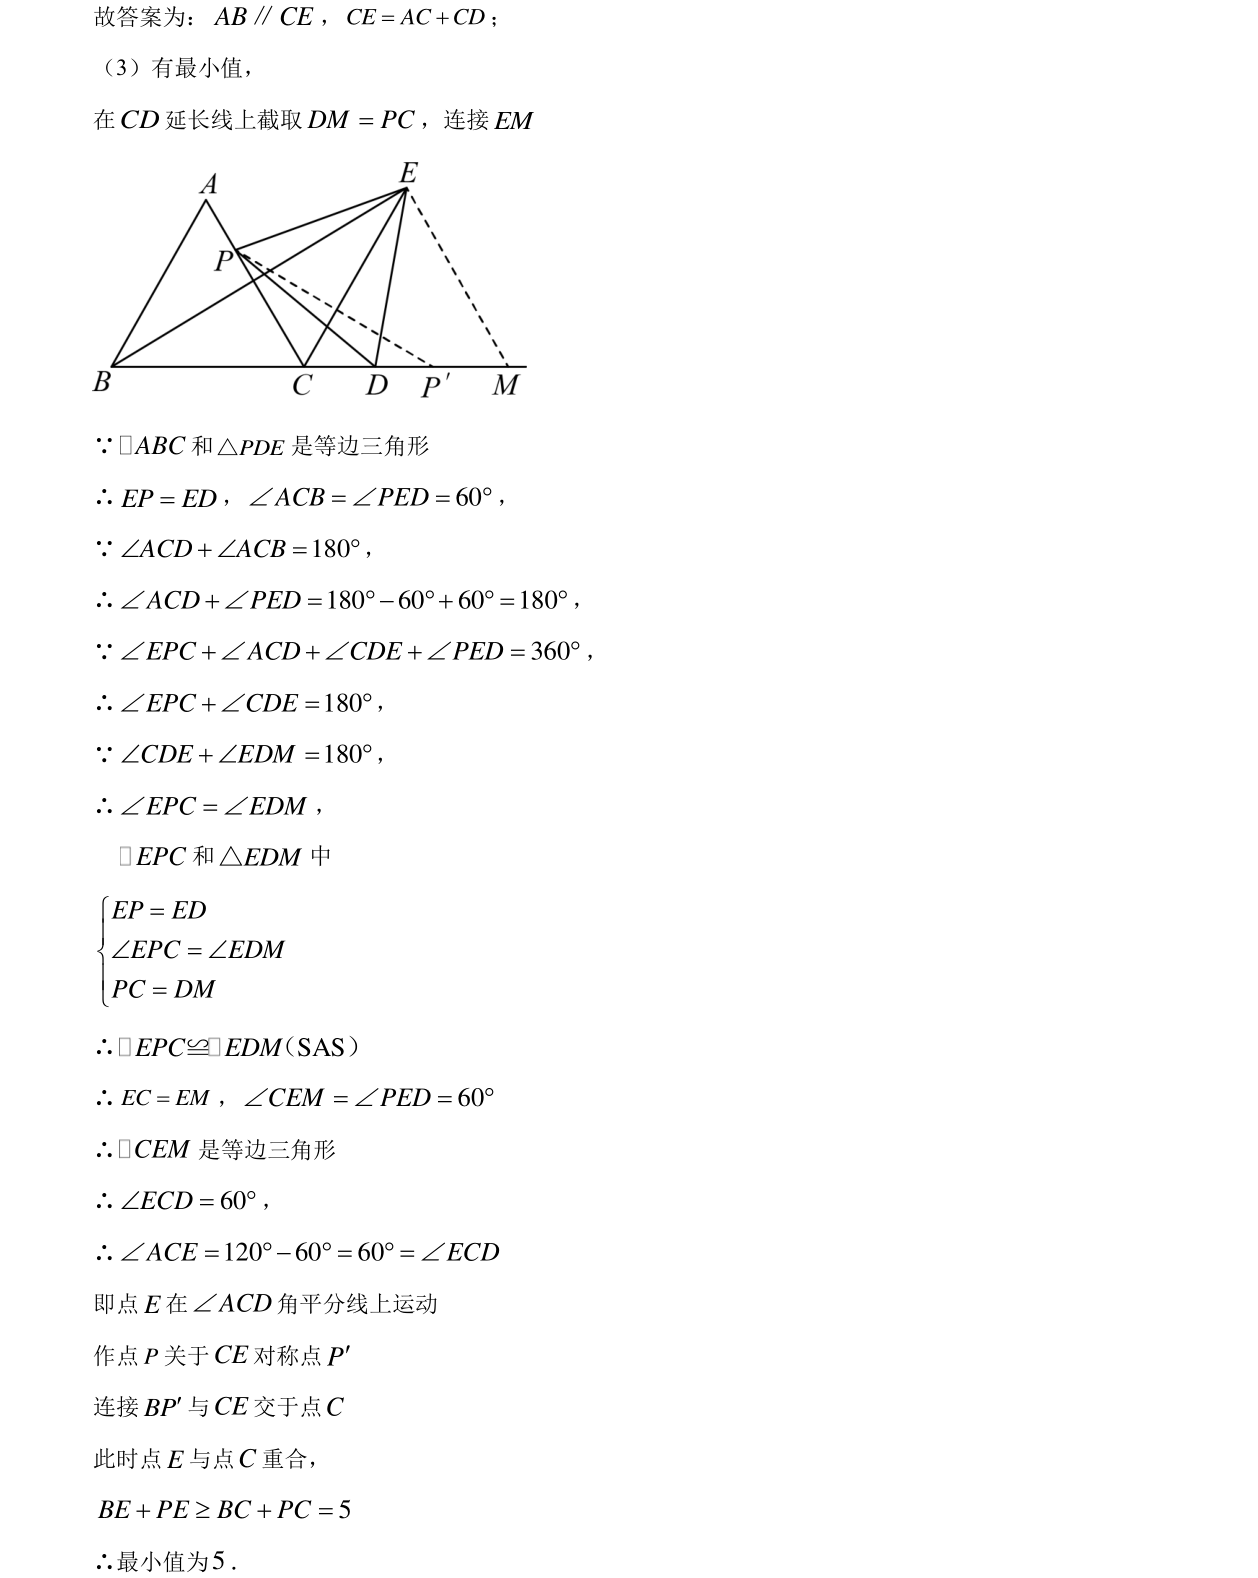 故答案为：AB∥CE，CE=AC+CD；
（3）有最小值，
在CD延长线上截取DM=PC，连接EM
A
E
P
B
C
D
P′
M
∵□ABC和△PDE是等边三角形
∴EP=ED，∠ACB=∠PED=60°，
∵∠ACD+∠ACB=180°，
∴∠ACD+∠PED=180°−60°+60°=180°，
∵∠EPC+∠ACD+∠CDE+∠PED=360°，
∴∠EPC+∠CDE=180°，
∵∠CDE+∠EDM=180°，
∴∠EPC=∠EDM，
□EPC和△EDM中
EP=ED
∠EPC=∠EDM
PC=DM
∴□EPC≌□EDM（SAS）
∴EC=EM，∠CEM=∠PED=60°
∴□CEM是等边三角形
∴∠ECD=60°，
∴∠ACE=120°−60°=60°=∠ECD
即点E在∠ACD角平分线上运动
作点P关于CE对称点P′
连接BP′与CE交于点C
此时点E与点C重合，
BE+PE≥BC+PC=5
∴最小值为5．